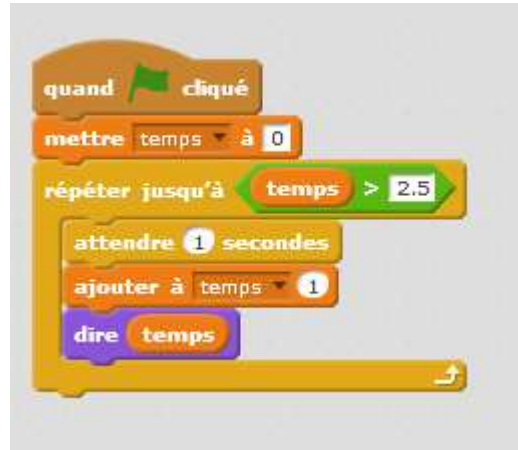 quand cliqué
mettre temps à 0
répéter jusqu'à temps > 2.5
attendre 1 secondes
ajouter à temps 1
dire temps